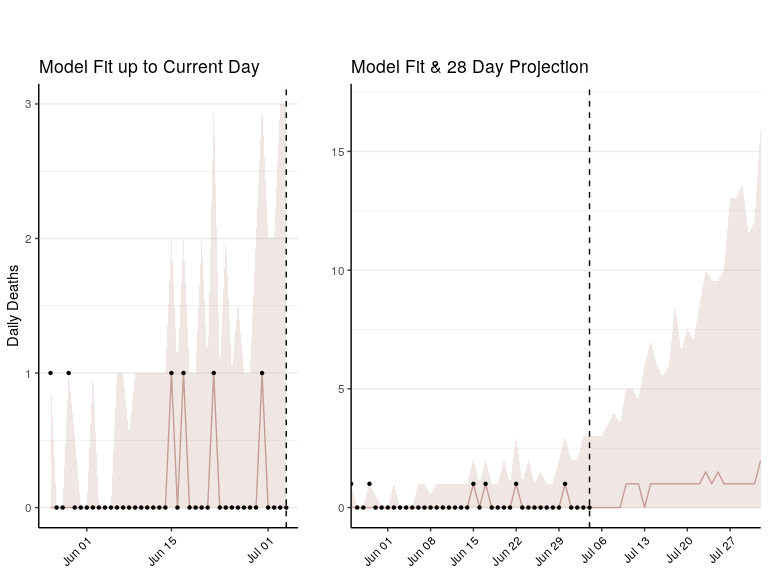 Model Fit up to Current Day
Daily Deaths
3
2
1
0
Jun 01
Jun 15
Jul 01
Model Fit & 28 Day Projection
15
10
5
0
Jun 01
Jun 08
Jun 15
Jun 22
Jun 29
Jul 06
Jul 13
Jul 20
Jul 27